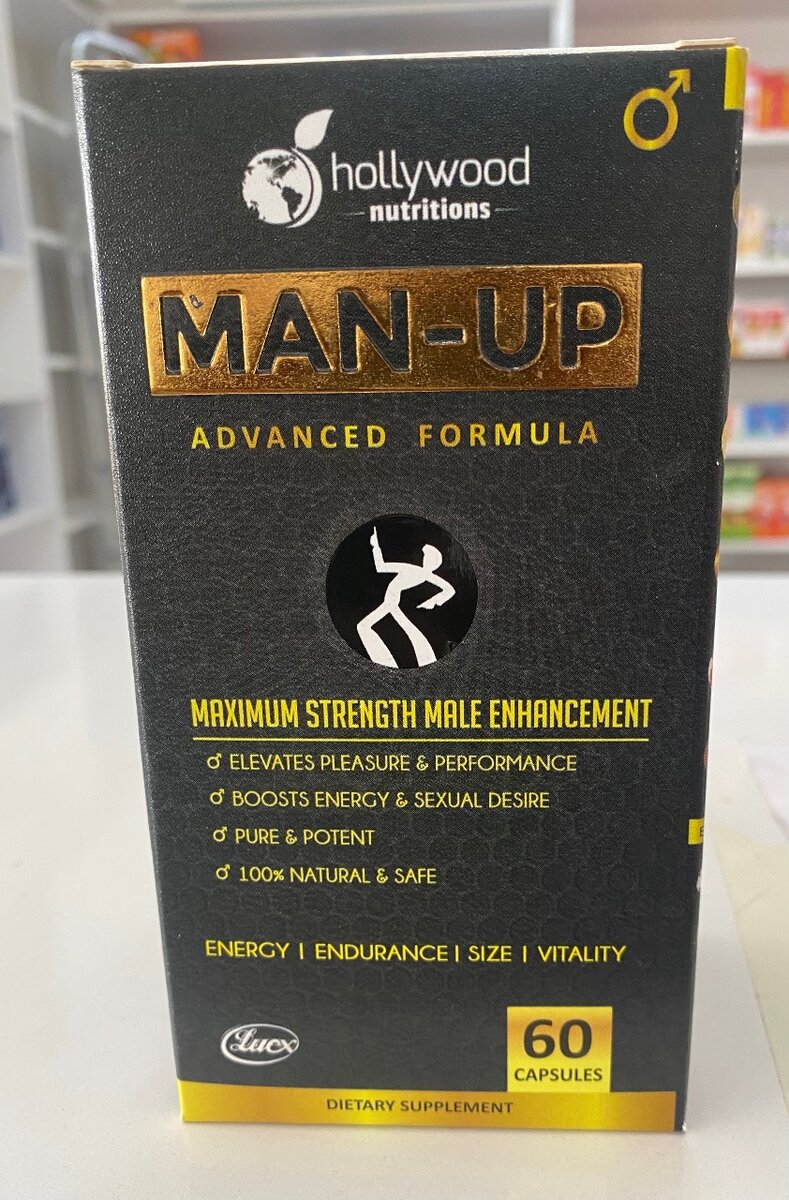 hollywood
nutritions
MAN-UP
ADVANCED FORMULA
MAXIMUM STRENGTH MALE ENHANCEMENT
♂ ELEVATES PLEASURE & PERFORMANCE
♂ BOOSTS ENERGY & SEXUAL DESIRE
♂ PURE & POTENT
♂ 100% NATURAL & SAFE
ENERGY | ENDURANCE | SIZE | VITALITY
Lucx
60
CAPSULES
DIETARY SUPPLEMENT